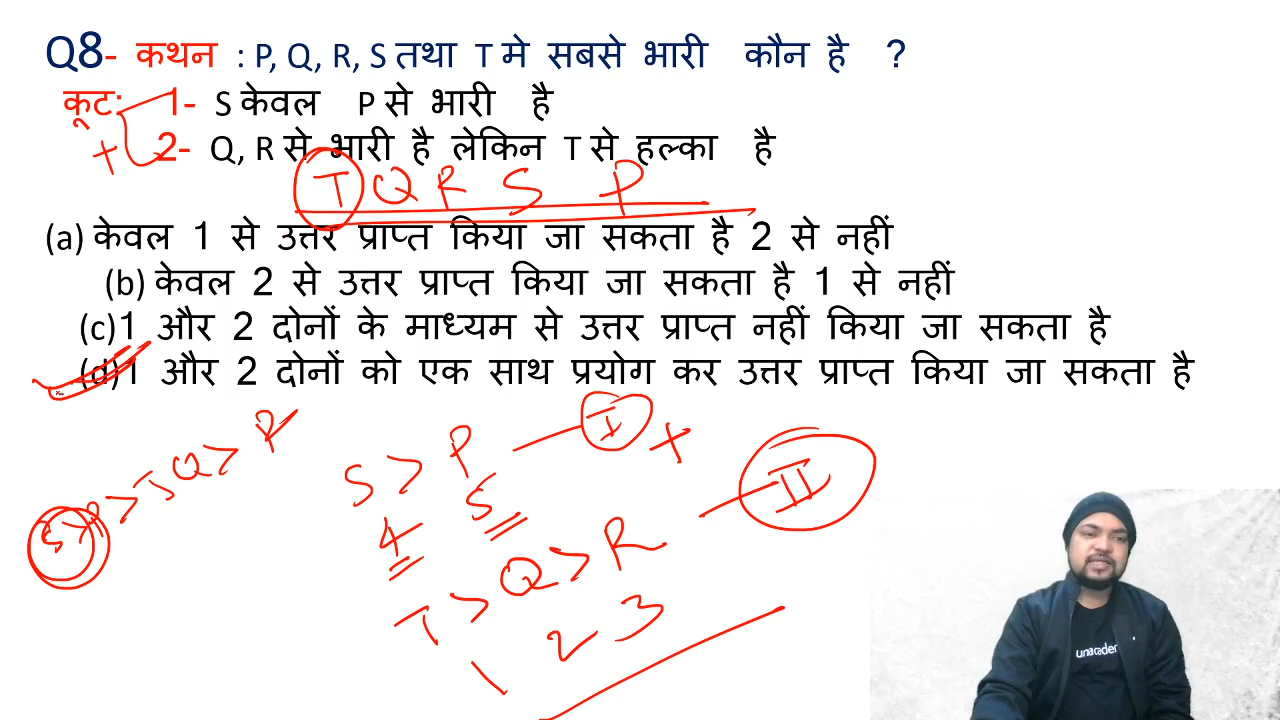 Q8- कथन : P, Q, R, S तथा T मे सबसे भारी कौन है ?
कूट: 1- S केवल P से भारी है
+ 2- Q, R से भारी है लेकिन T से हल्का है
T Q R S P
(a) केवल 1 से उत्तर प्राप्त किया जा सकता है 2 से नहीं
(b) केवल 2 से उत्तर प्राप्त किया जा सकता है 1 से नहीं
(c)1 और 2 दोनों के माध्यम से उत्तर प्राप्त नहीं किया जा सकता है
(d)1 और 2 दोनों को एक साथ प्रयोग कर उत्तर प्राप्त किया जा सकता है
S > P I +
4 5
T > Q > R II
1 2 3